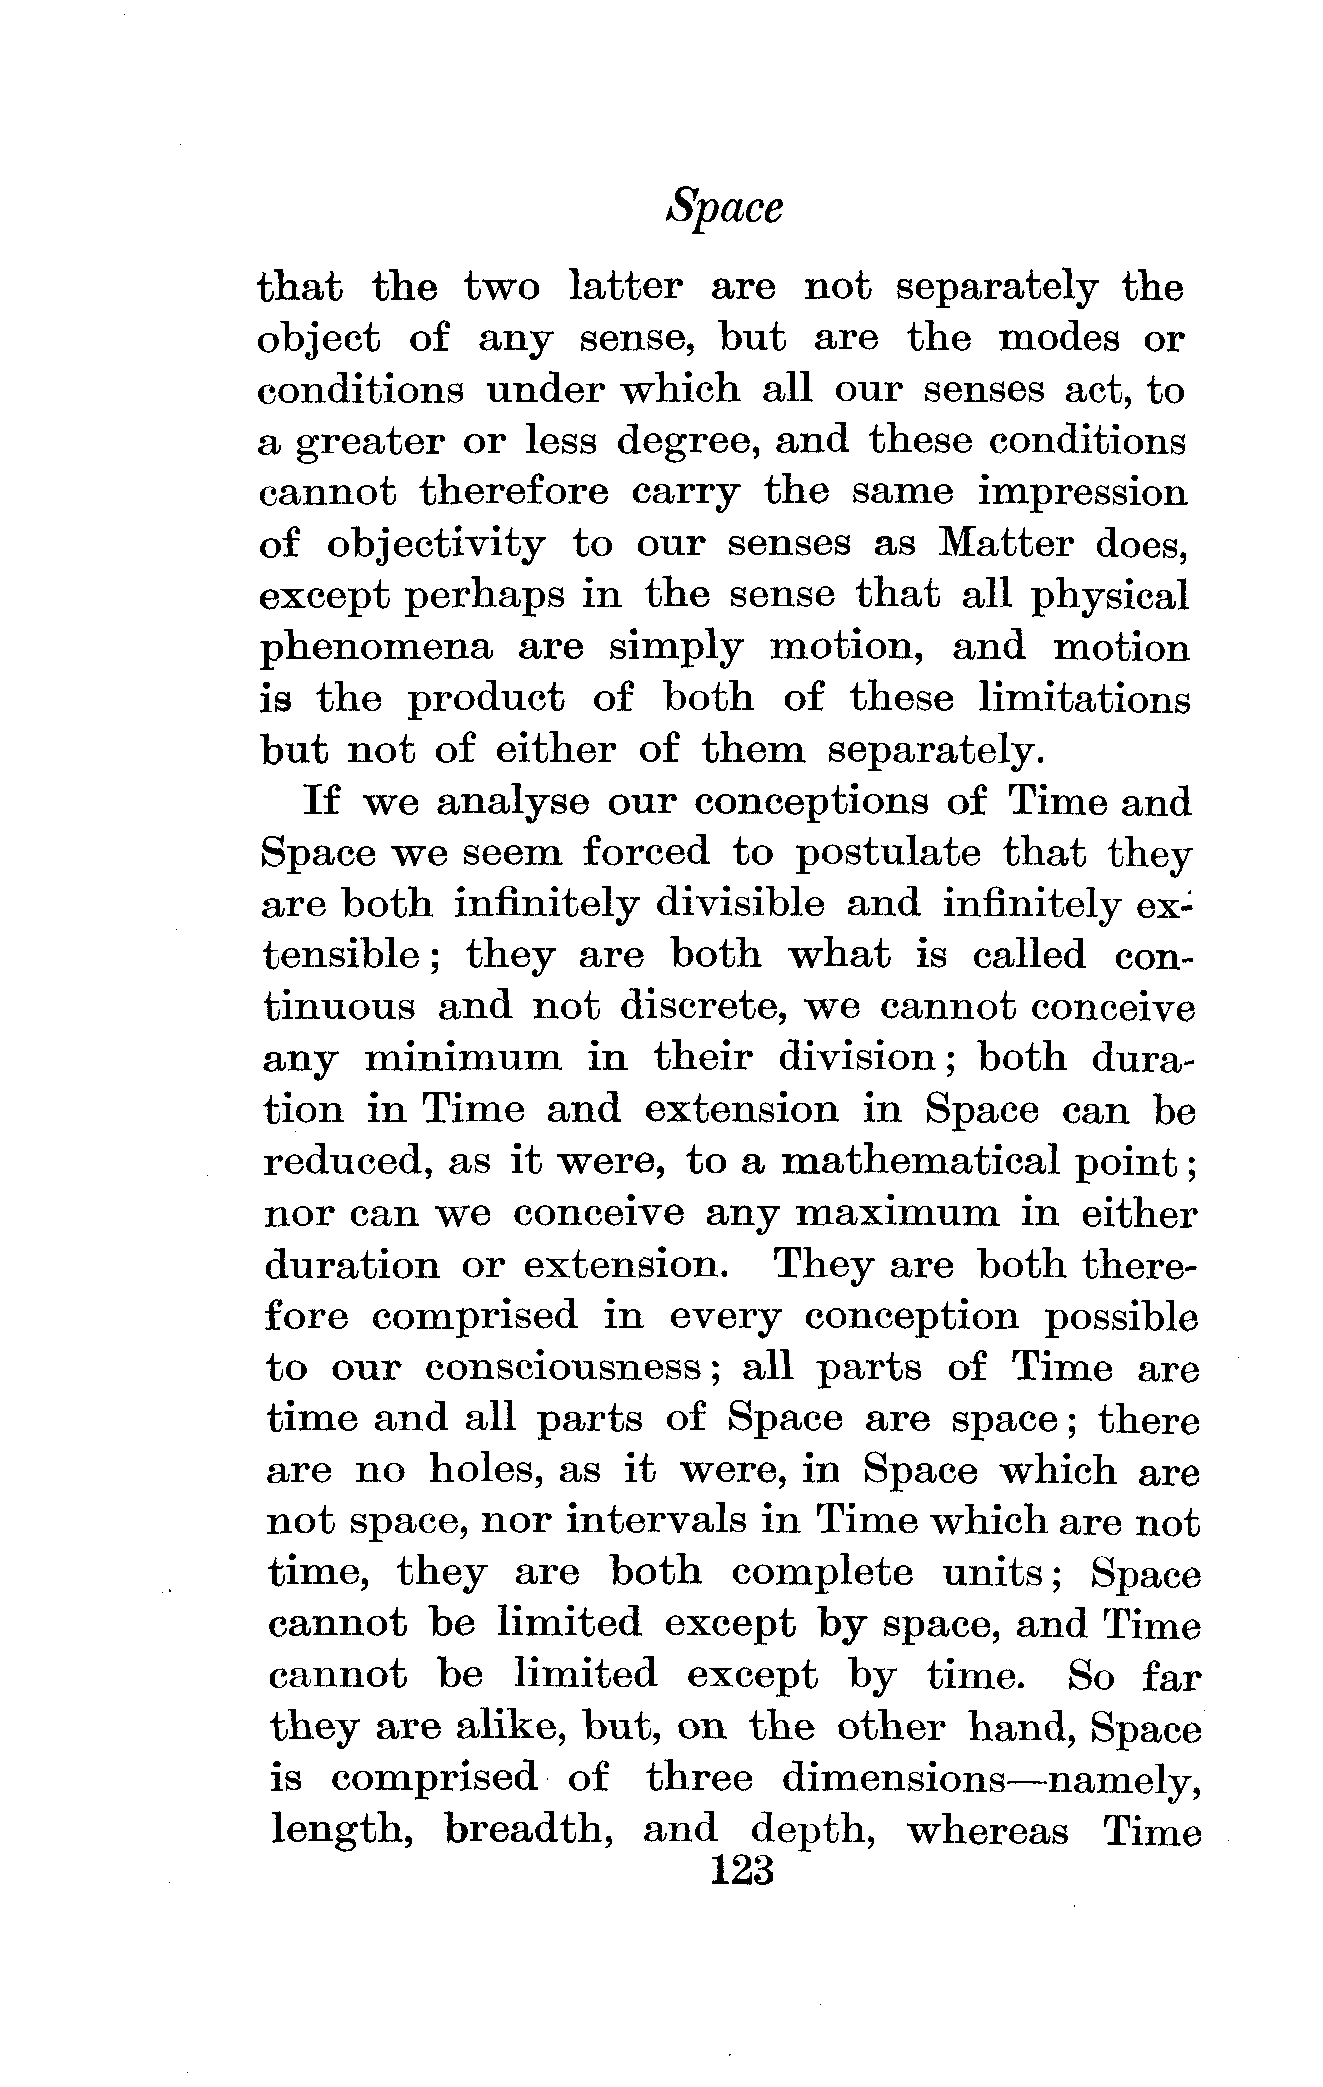 Space
that the two latter are not separately the
object of any sense, but are the modes or
conditions under which all our senses act, to
a greater or less degree, and these conditions
cannot therefore carry the same impression
of objectivity to our senses as Matter does,
except perhaps in the sense that all physical
phenomena are simply motion, and motion
is the product of both of these limitations
but not of either of them separately.
If we analyse our conceptions of Time and
Space we seem forced to postulate that they
are both infinitely divisible and infinitely ex-
tensible; they are both what is called con-
tinuous and not discrete, we cannot conceive
any minimum in their division; both dura-
tion in Time and extension in Space can be
reduced, as it were, to a mathematical point;
nor can we conceive any maximum in either
duration or extension. They are both there-
fore comprised in every conception possible
to our consciousness; all parts of Time are
time and all parts of Space are space; there
are no holes, as it were, in Space which are
not space, nor intervals in Time which are not
time, they are both complete units; Space
cannot be limited except by space, and Time
cannot be limited except by time. So far
they are alike, but, on the other hand, Space
is comprised of three dimensions—namely,
length, breadth, and depth, whereas Time
123